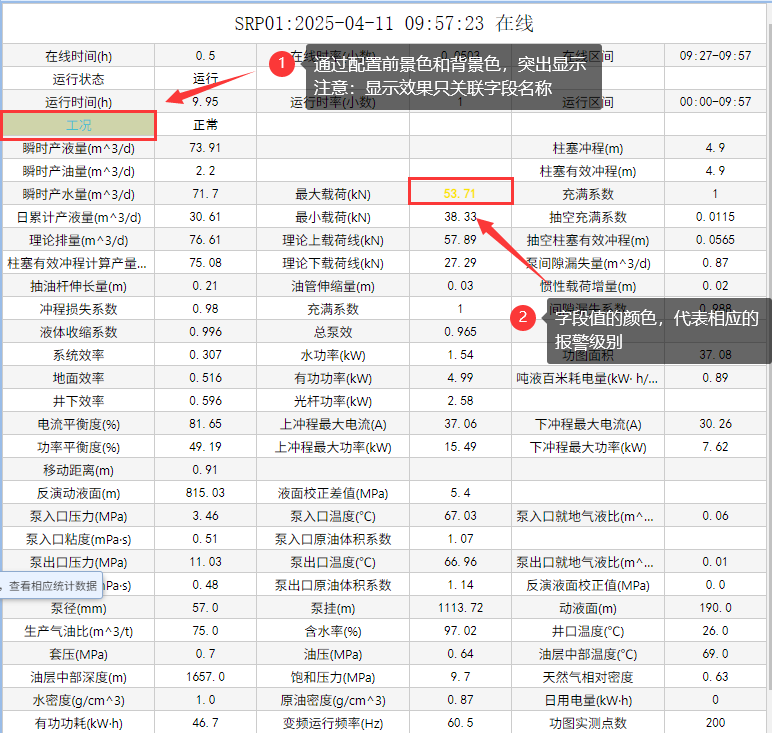 SRP01:2025-04-11 09:57:23 在线
在线时间(h) 0.5 在线区间 09:27-09:57
运行状态 运行
运行时间(h) 9.95 运行时率(小数) 1 运行区间 00:00-09:57
1 通过配置前景色和背景色，突出显示
注意：显示效果只关联字段名称
工况 正常
瞬时产液量(m^3/d) 73.91 柱塞冲程(m) 4.9
瞬时产油量(m^3/d) 2.2 柱塞有效冲程(m) 4.9
瞬时产水量(m^3/d) 71.7 最大载荷(kN) 53.71 充满系数 1
日累计产液量(m^3/d) 30.61 最小载荷(kN) 38.33 抽空充满系数 0.0115
理论排量(m^3/d) 76.61 理论上载荷线(kN) 57.89 抽空柱塞有效冲程(m) 0.0565
柱塞有效冲程计算产量... 75.08 理论下载荷线(kN) 27.29 泵间隙漏失量(m^3/d) 0.87
抽油杆伸长量(m) 0.21 油管伸缩量(m) 0.03 惯性载荷增量(m) 0.02
冲程损失系数 0.98 充满系数 1 间隙漏失系数 0.988
2 字段值的颜色，代表相应的
报警级别
液体收缩系数 0.996 总泵效 0.965
系统效率 0.307 水功率(kW) 1.54 功图面积 37.08
地面效率 0.516 有功功率(kW) 4.99 吨液百米耗电量(kW· h/... 0.89
井下效率 0.596 光杆功率(kW) 2.58
电流平衡度(%) 81.65 上冲程最大电流(A) 37.06 下冲程最大电流(A) 30.26
功率平衡度(%) 49.19 上冲程最大功率(kW) 15.49 下冲程最大功率(kW) 7.62
移动距离(m) 0.91
反演动液面(m) 815.03 液面校正差值(MPa) 5.4
泵入口压力(MPa) 3.46 泵入口温度(℃) 67.03 泵入口就地气液比(m^... 0.06
泵入口粘度(mPa·s) 0.51 泵入口原油体积系数 1.07
泵出口压力(MPa) 11.03 泵出口温度(℃) 66.96 泵出口就地气液比(m^... 0.01
查看相应统计数据 Pa·s) 0.48 泵出口原油体积系数 1.14 反演液面校正值(MPa) 0.0
泵径(mm) 57.0 泵挂(m) 1113.72 动液面(m) 190.0
生产气油比(m^3/t) 75.0 含水率(%) 97.02 井口温度(℃) 26.0
套压(MPa) 0.7 油压(MPa) 0.64 油层中部温度(℃) 69.0
油层中部深度(m) 1657.0 饱和压力(MPa) 9.7 天然气相对密度 0.63
水密度(g/cm^3) 1.0 原油密度(g/cm^3) 0.87 日用电量(kW·h) 0
有功功耗(kW·h) 46.7 变频运行频率(Hz) 60.5 功图实测点数 200